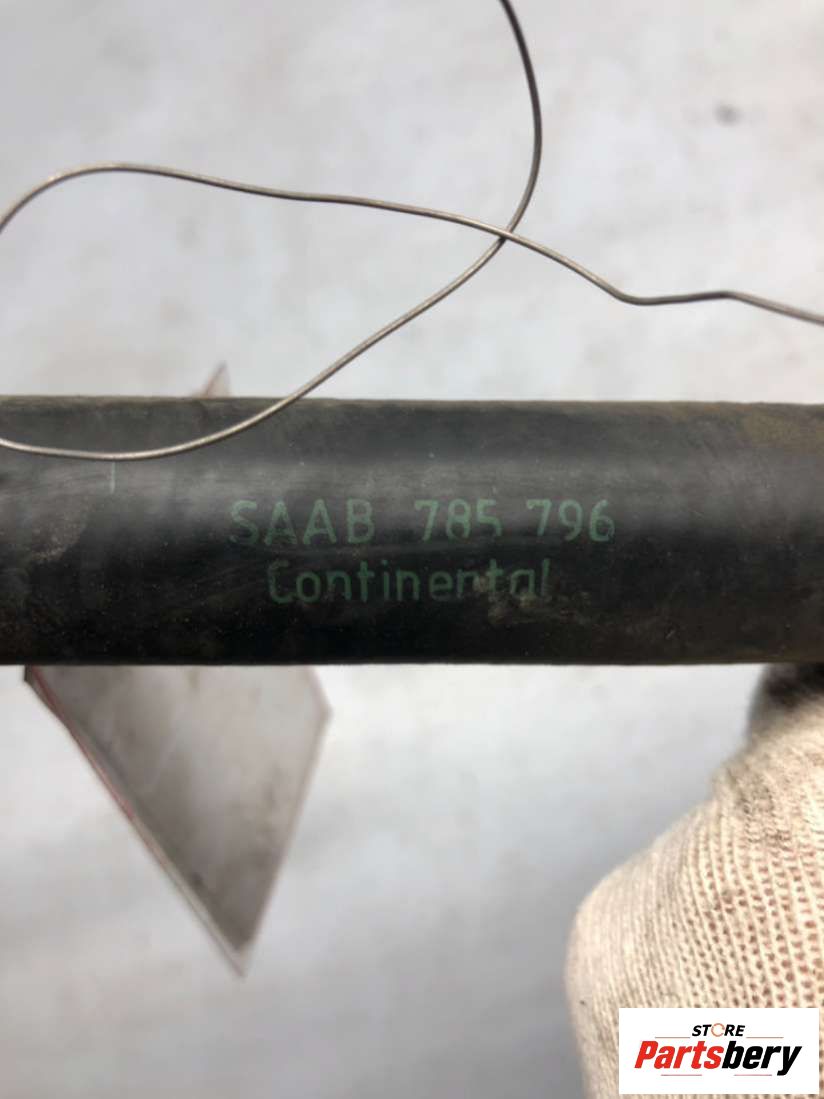 SAAB 785 796
Continental
STORE
Partsbery